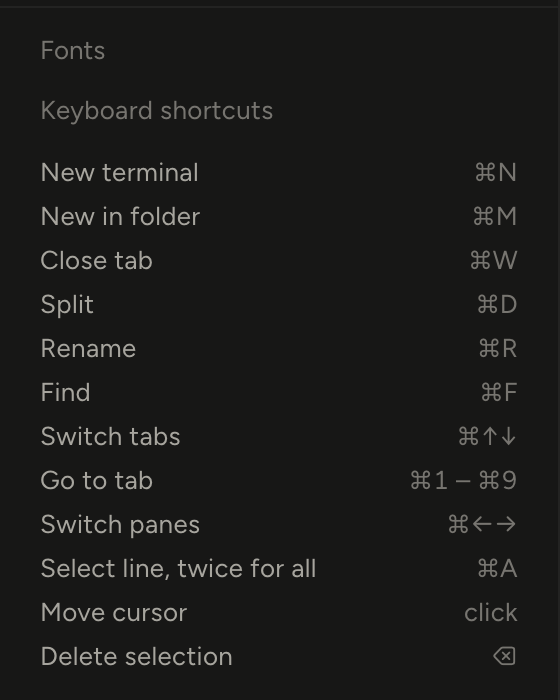 Fonts
Keyboard shortcuts
New terminal ⌘N
New in folder ⌘M
Close tab ⌘W
Split ⌘D
Rename ⌘R
Find ⌘F
Switch tabs ⌘↑↓
Go to tab ⌘1 – ⌘9
Switch panes ⌘←→
Select line, twice for all ⌘A
Move cursor click
Delete selection ⌫